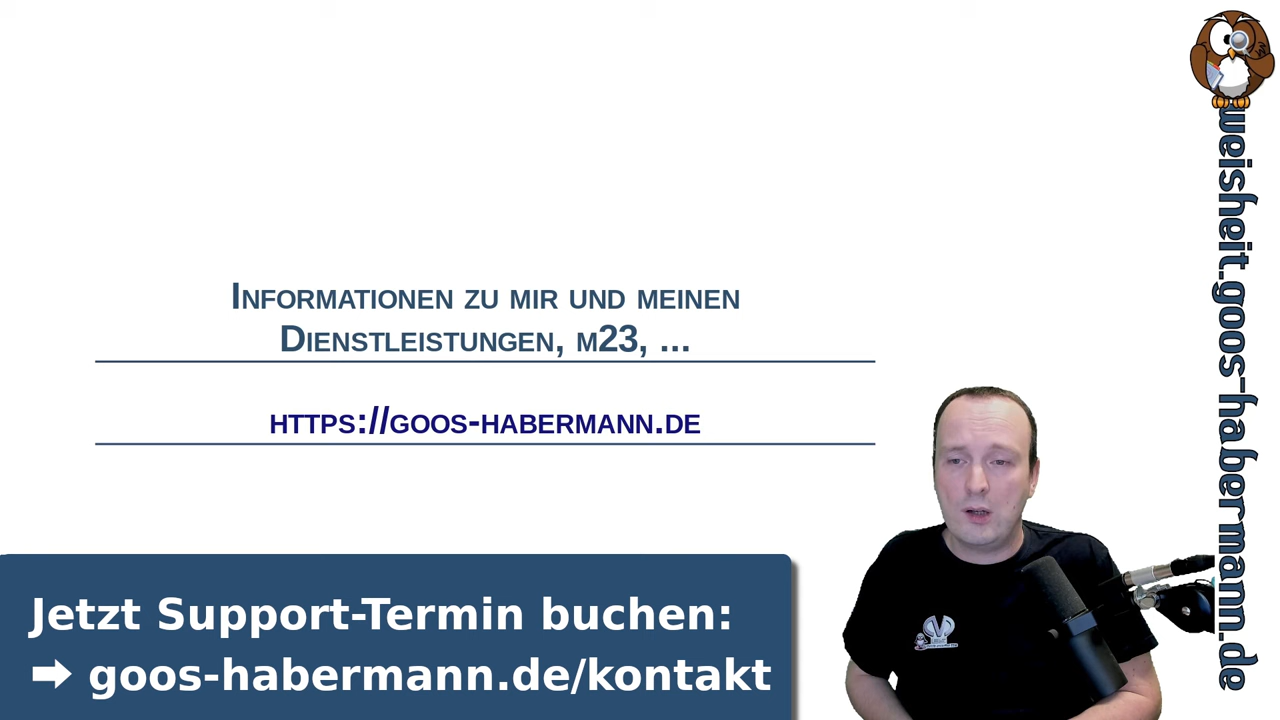 Informationen zu mir und meinen
Dienstleistungen, m23, ...
https://goos-habermann.de
Jetzt Support-Termin buchen:
➡ goos-habermann.de/kontakt
weisheit.goos-habermann.de